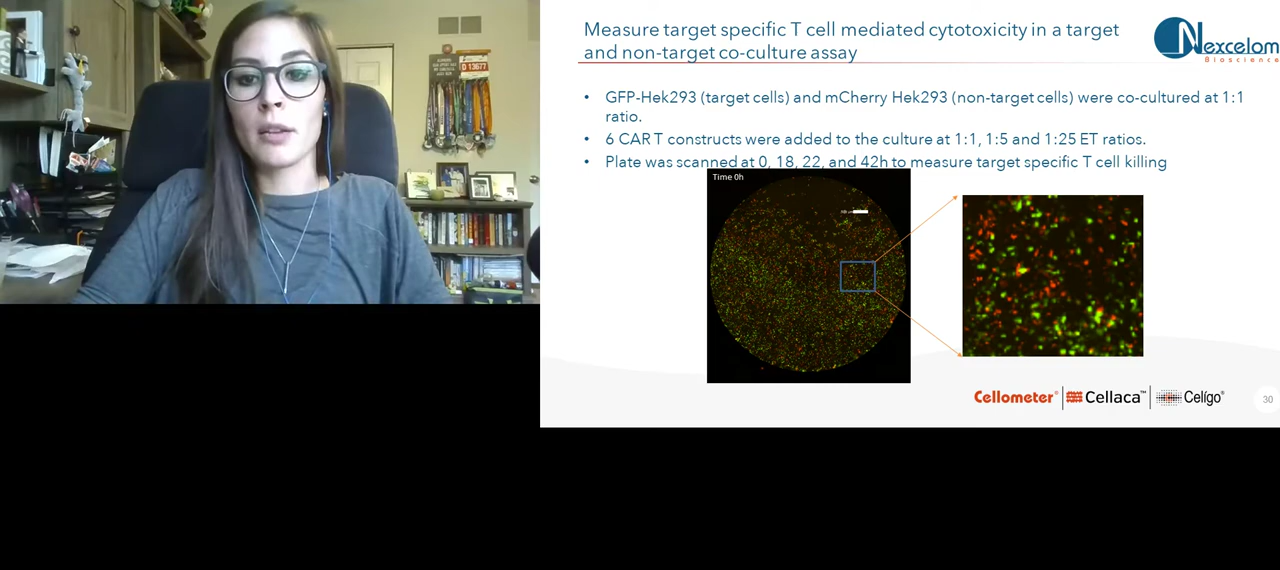 Measure target specific T cell mediated cytotoxicity in a target
and non-target co-culture assay
Nexcelom
Bioscience
• GFP-Hek293 (target cells) and mCherry Hek293 (non-target cells) were co-cultured at 1:1
ratio.
• 6 CAR T constructs were added to the culture at 1:1, 1:5 and 1:25 ET ratios.
• Plate was scanned at 0, 18, 22, and 42h to measure target specific T cell killing
Time 0h
Cellometer® Cellaca™ Celígo®
30
D 13677